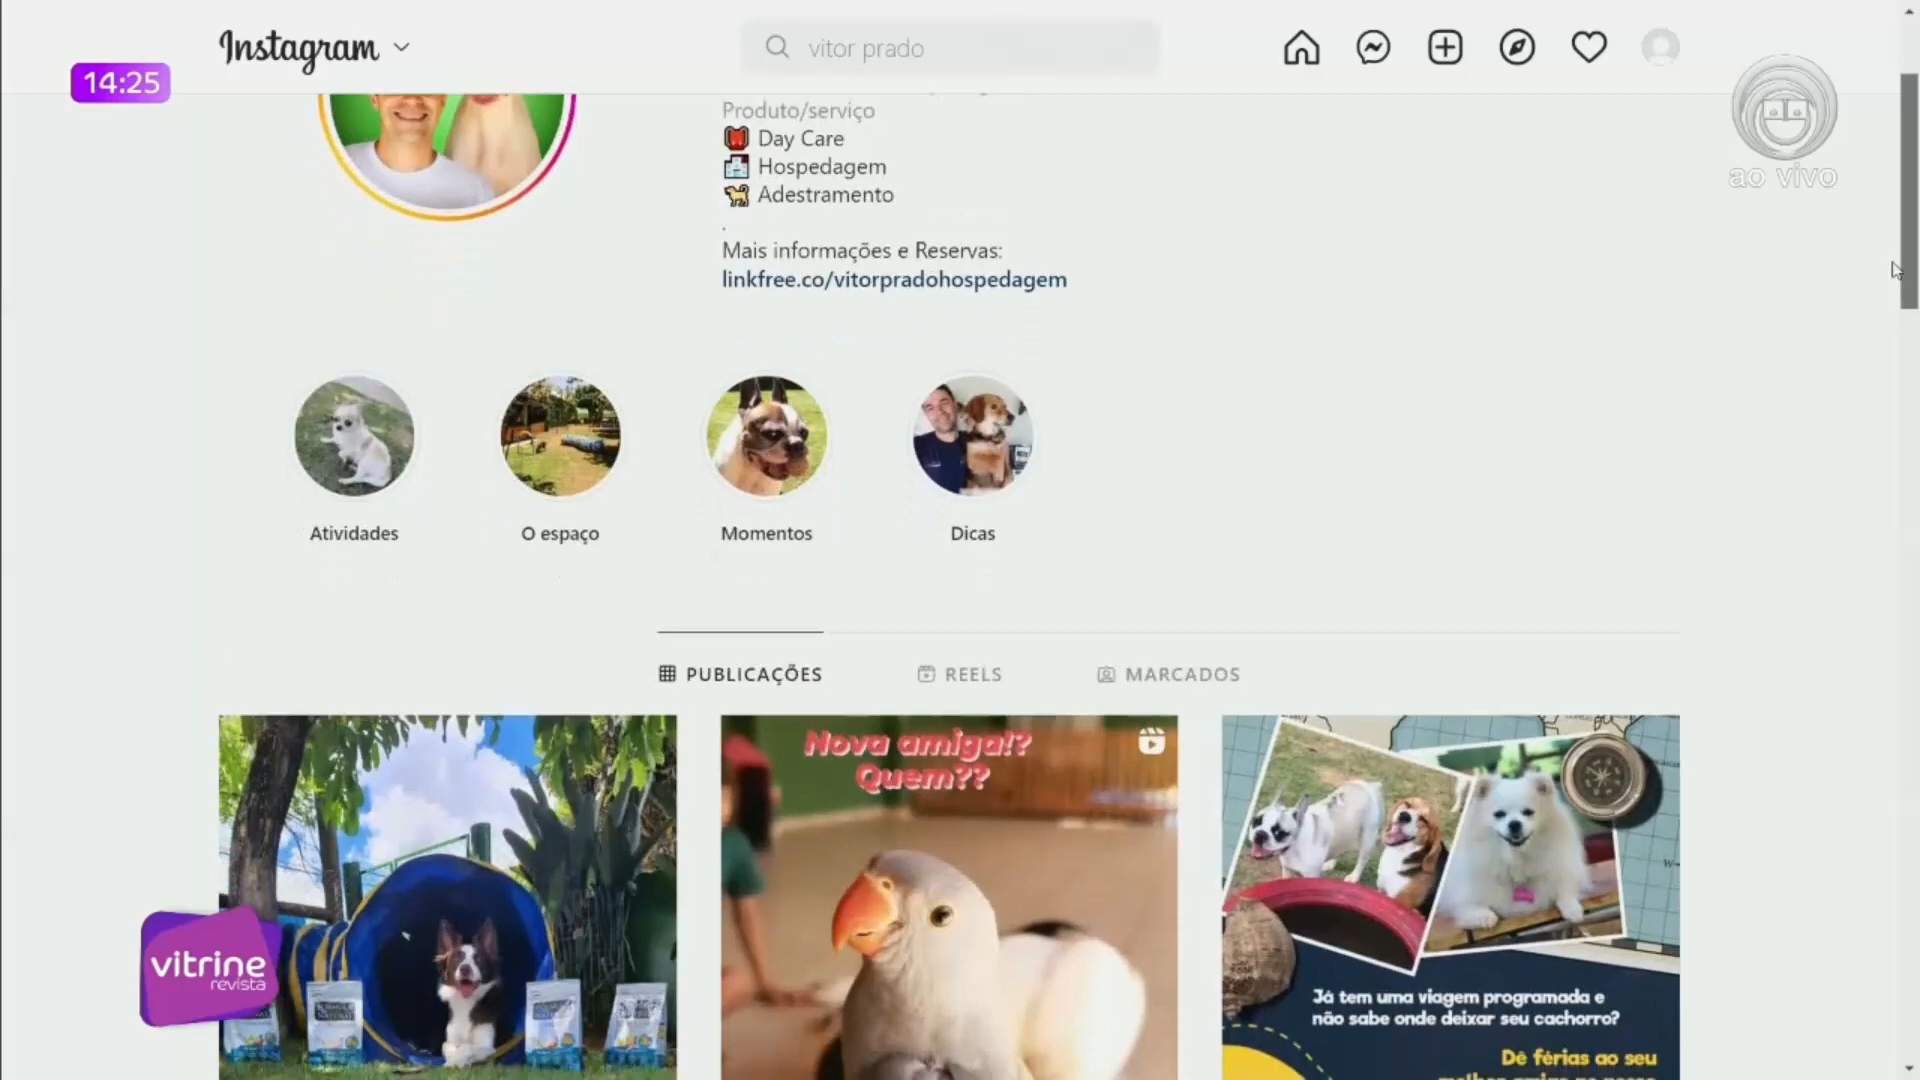 Instagram
vitor prado
14:25
ao vivo
Produto/serviço
Day Care
Hospedagem
Adestramento
.
Mais informações e Reservas:
linkfree.co/vitorpradohospedagem
Atividades
O espaço
Momentos
Dicas
PUBLICAÇÕES
REELS
MARCADOS
Nova amiga!?
Quem??
Já tem uma viagem programada e
não sabe onde deixar seu cachorro?
Dê férias ao seu
vitrine
revista